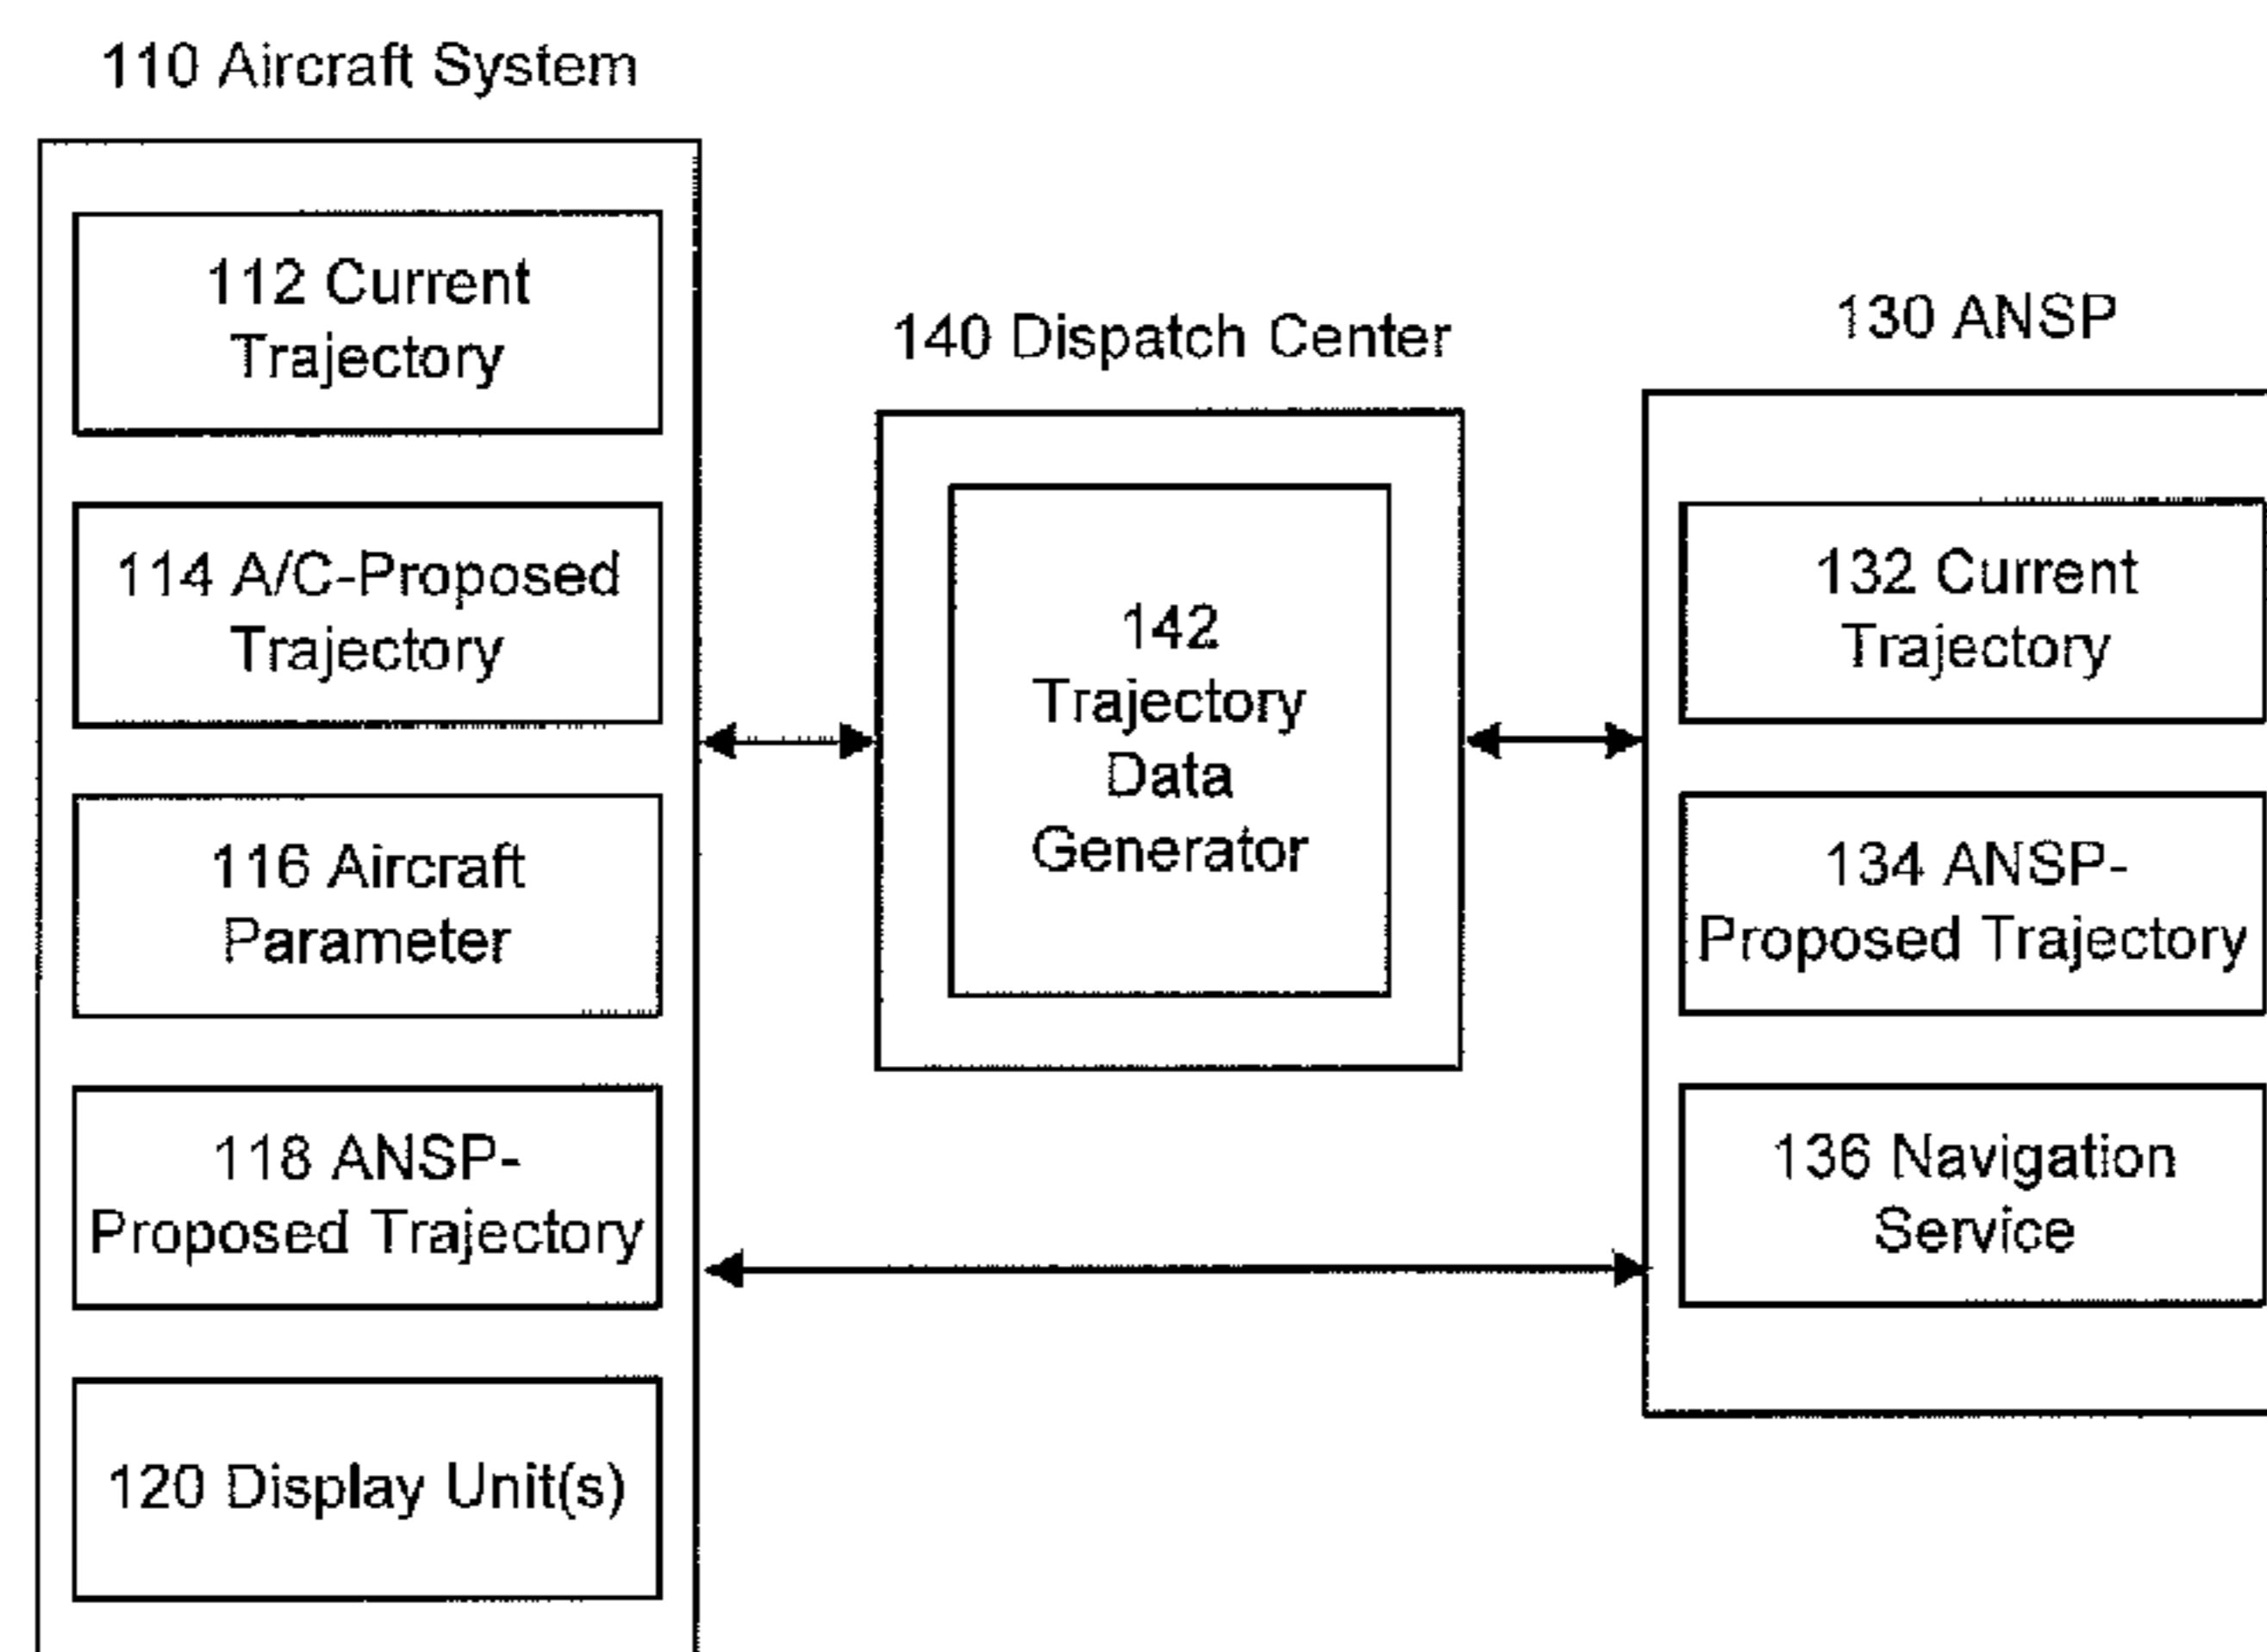 110 Aircraft System
112 Current
Trajectory
114 A/C-Proposed
Trajectory
116 Aircraft
Parameter
118 ANSP-
Proposed Trajectory
120 Display Unit(s)
140 Dispatch Center
142
Trajectory
Data
Generator
130 ANSP
132 Current
Trajectory
134 ANSP-
Proposed Trajectory
136 Navigation
Service